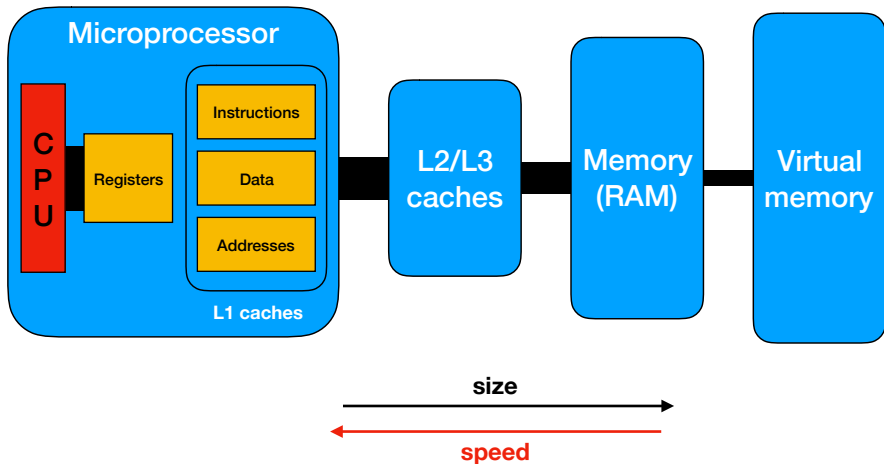 Microprocessor
C
P
U
Registers
Instructions
Data
Addresses
L1 caches
L2/L3
caches
Memory
(RAM)
Virtual
memory
size
speed